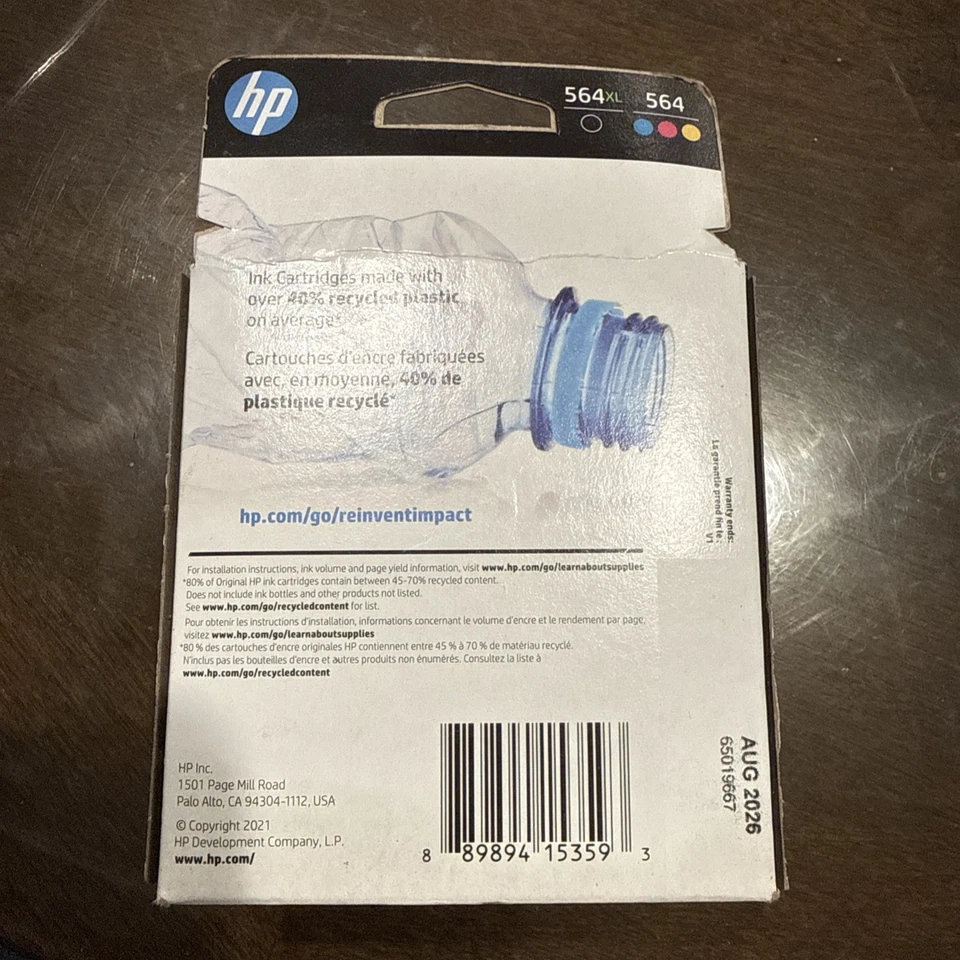 hp
564XL 564
Ink Cartridges made with
over 40% recycled plastic
on average*
Cartouches d'encre fabriquées
avec, en moyenne, 40% de
plastique recyclé*
hp.com/go/reinventimpact
Warranty ends:
La garantie prend fin le :
V1
For installation instructions, ink volume and page yield information, visit www.hp.com/go/learnaboutsupplies
*80% of Original HP ink cartridges contain between 45-70% recycled content.
Does not include ink bottles and other products not listed.
See www.hp.com/go/recycledcontent for list.
Pour obtenir les instructions d'installation, informations concernant le volume d'encre et le rendement par page,
visitez www.hp.com/go/learnaboutsupplies
*80 % des cartouches d'encre originales HP contiennent entre 45 % à 70 % de matériau recyclé.
N'inclus pas les bouteilles d'encre et autres produits non énumérés. Consultez la liste à
www.hp.com/go/recycledcontent
HP Inc.
1501 Page Mill Road
Palo Alto, CA 94304-1112, USA
© Copyright 2021
HP Development Company, L.P.
www.hp.com/
8 89894 15359 3
AUG 2026
65019667